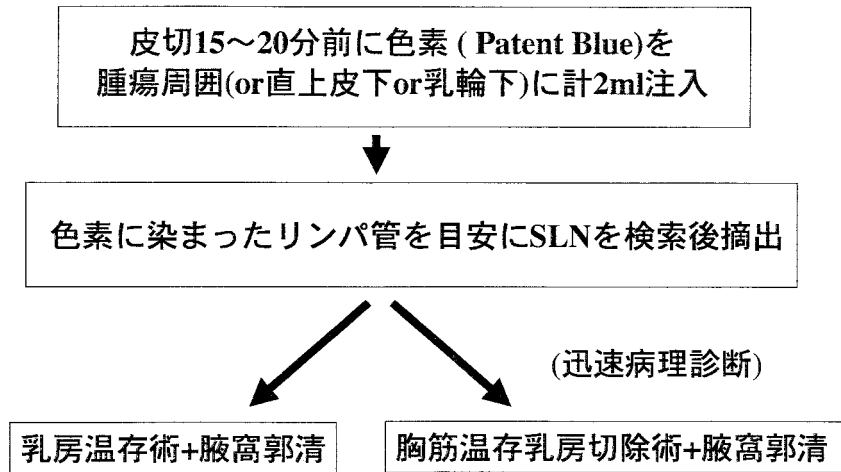 皮切15〜20分前に色素 ( Patent Blue)を
腫瘍周囲(or直上皮下or乳輪下)に計2ml注入
色素に染まったリンパ管を目安にSLNを検索後摘出
(迅速病理診断)
乳房温存術+腋窩郭清
胸筋温存乳房切除術+腋窩郭清